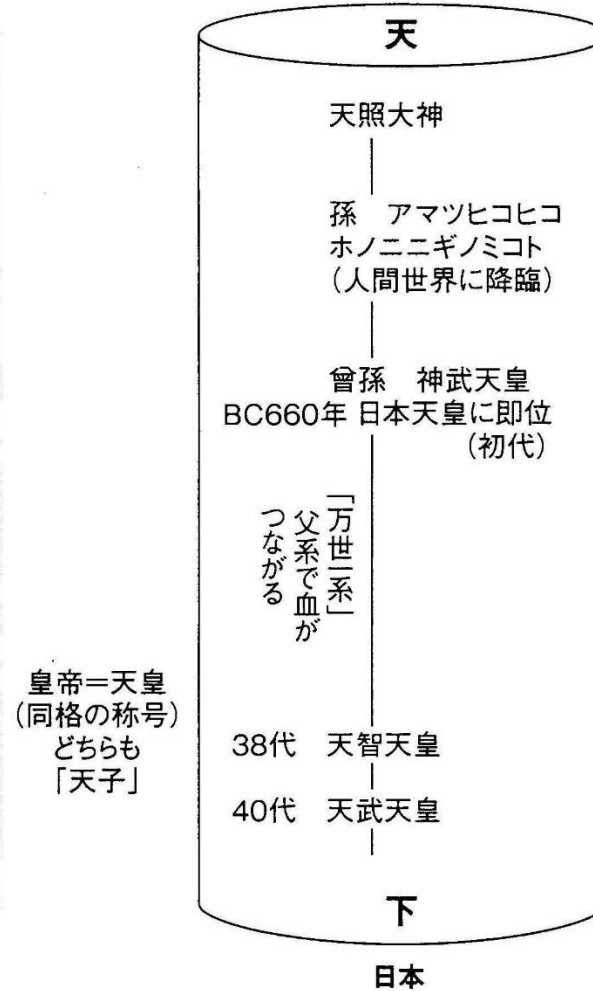 天
天照大神
孫　アマツヒコヒコ
ホノニニギノミコト
(人間世界に降臨)
曾孫　神武天皇
BC660年 日本天皇に即位
(初代)
「万世一系」
父系で血が
つながる
皇帝＝天皇
(同格の称号)
どちらも
「天子」
38代　天智天皇
40代　天武天皇
下
日本